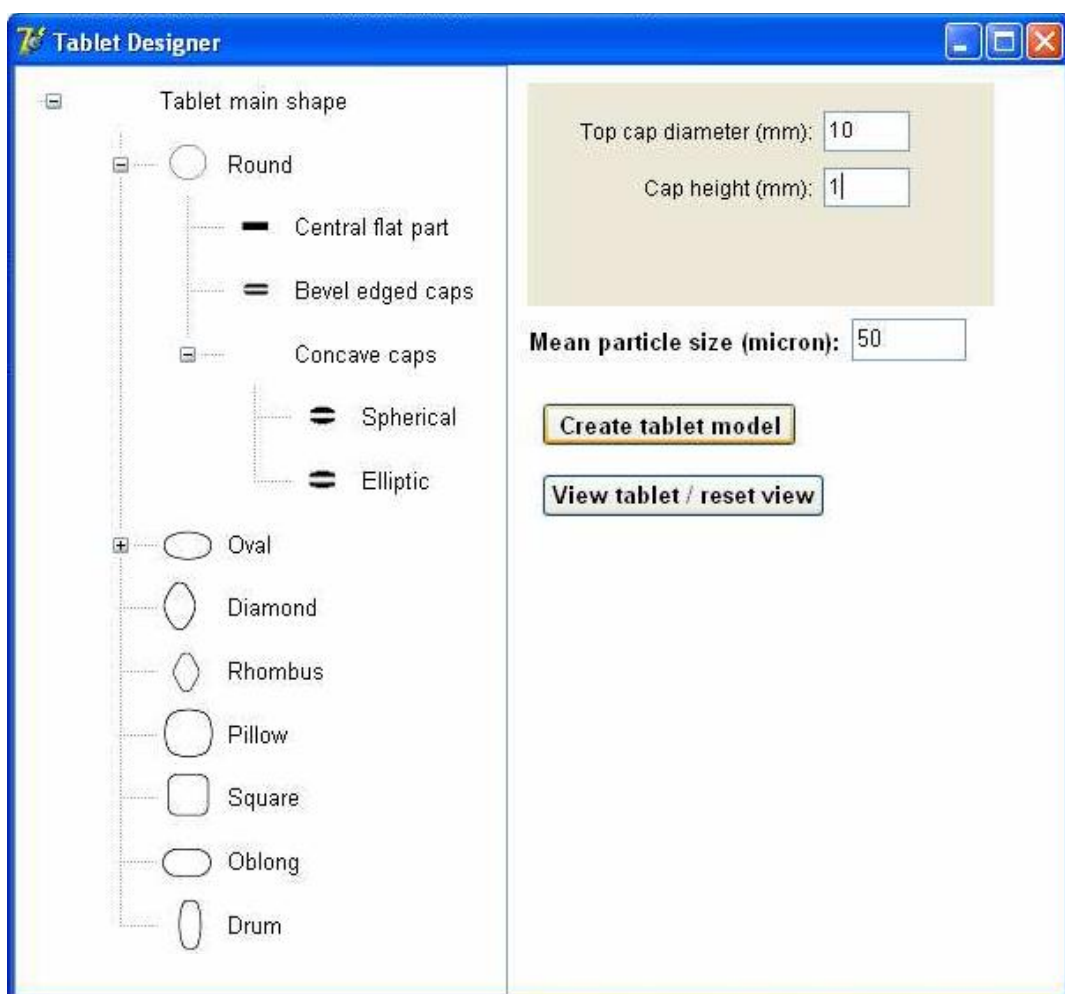 Tablet Designer
Tablet main shape
Round
Central flat part
Bevel edged caps
Concave caps
Spherical
Elliptic
Oval
Diamond
Rhombus
Pillow
Square
Oblong
Drum
Top cap diameter (mm): 10
Cap height (mm): 1
Mean particle size (micron): 50
Create tablet model
View tablet / reset view